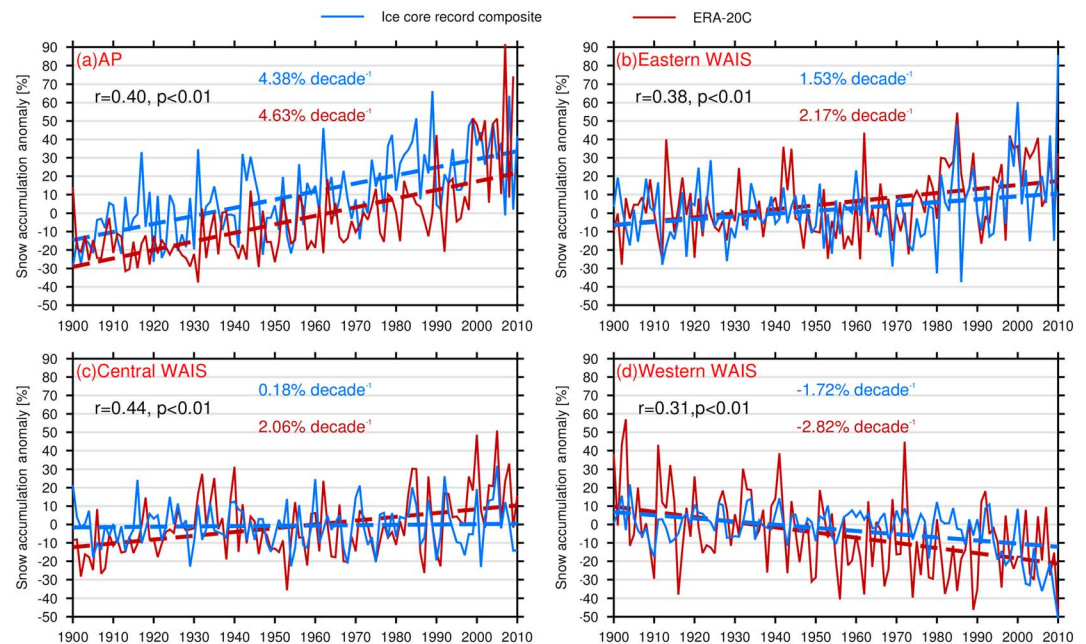 Ice core record composite ERA-20C
Snow accumulation anomaly [%]
90
80
70
60
50
40
30
20
10
0
-10
-20
-30
-40
-50
(a)AP
4.38% decade⁻¹
r=0.40, p<0.01
4.63% decade⁻¹
1900 1910 1920 1930 1940 1950 1960 1970 1980 1990 2000 2010
Snow accumulation anomaly [%]
90
80
70
60
50
40
30
20
10
0
-10
-20
-30
-40
-50
(b)Eastern WAIS
1.53% decade⁻¹
r=0.38, p<0.01
2.17% decade⁻¹
1900 1910 1920 1930 1940 1950 1960 1970 1980 1990 2000 2010
Snow accumulation anomaly [%]
90
80
70
60
50
40
30
20
10
0
-10
-20
-30
-40
-50
(c)Central WAIS
0.18% decade⁻¹
r=0.44, p<0.01
2.06% decade⁻¹
1900 1910 1920 1930 1940 1950 1960 1970 1980 1990 2000 2010
Snow accumulation anomaly [%]
90
80
70
60
50
40
30
20
10
0
-10
-20
-30
-40
-50
(d)Western WAIS
-1.72% decade⁻¹
r=0.31,p<0.01
-2.82% decade⁻¹
1900 1910 1920 1930 1940 1950 1960 1970 1980 1990 2000 2010